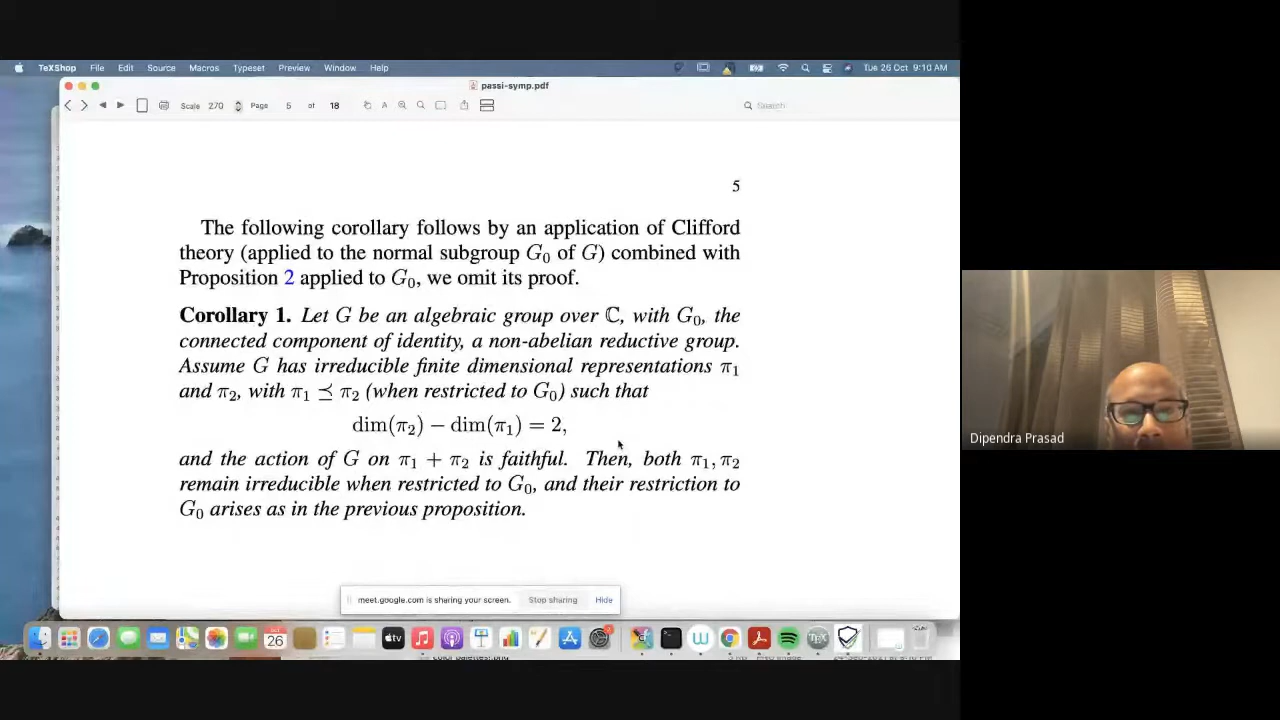 TeXShop File Edit Source Macros Typeset Preview Window Help Tue 26 Oct 9:10 AM
passi-symp.pdf
Scale 270 Page 5 of 18 Search
5
The following corollary follows by an application of Clifford
theory (applied to the normal subgroup G₀ of G) combined with
Proposition 2 applied to G₀, we omit its proof.
Corollary 1. Let G be an algebraic group over ℂ, with G₀, the
connected component of identity, a non-abelian reductive group.
Assume G has irreducible finite dimensional representations π₁
and π₂, with π₁ ⪯ π₂ (when restricted to G₀) such that
dim(π₂) − dim(π₁) = 2,
and the action of G on π₁ + π₂ is faithful. Then, both π₁, π₂
remain irreducible when restricted to G₀, and their restriction to
G₀ arises as in the previous proposition.
Dipendra Prasad
meet.google.com is sharing your screen. Stop sharing Hide
OCT
26
tv